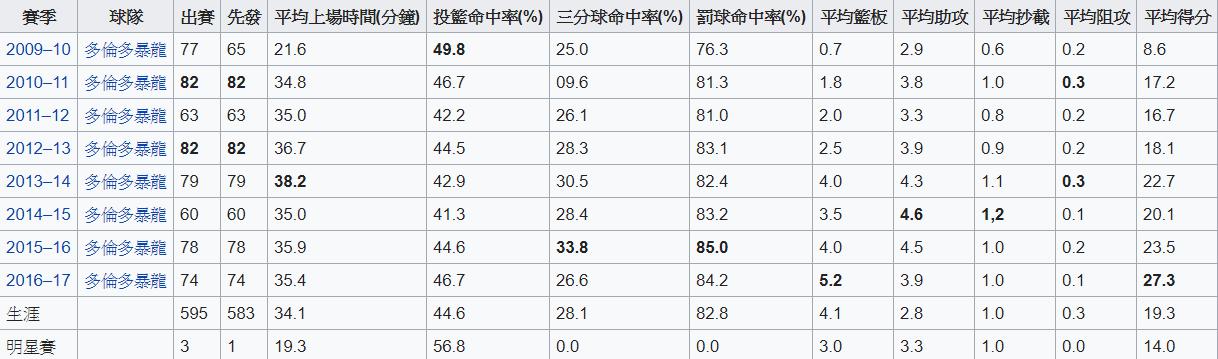 賽季 球隊 出賽 先發 平均上場時間(分鐘) 投籃命中率(%) 三分球命中率(%) 罰球命中率(%) 平均籃板 平均助攻 平均抄截 平均阻攻 平均得分
2009–10 多倫多暴龍 77 65 21.6 49.8 25.0 76.3 0.7 2.9 0.6 0.2 8.6
2010–11 多倫多暴龍 82 82 34.8 46.7 09.6 81.3 1.8 3.8 1.0 0.3 17.2
2011–12 多倫多暴龍 63 63 35.0 42.2 26.1 81.0 2.0 3.3 0.8 0.2 16.7
2012–13 多倫多暴龍 82 82 36.7 44.5 28.3 83.1 2.5 3.9 0.9 0.2 18.1
2013–14 多倫多暴龍 79 79 38.2 42.9 30.5 82.4 4.0 4.3 1.1 0.3 22.7
2014–15 多倫多暴龍 60 60 35.0 41.3 28.4 83.2 3.5 4.6 1,2 0.1 20.1
2015–16 多倫多暴龍 78 78 35.9 44.6 33.8 85.0 4.0 4.5 1.0 0.2 23.5
2016–17 多倫多暴龍 74 74 35.4 46.7 26.6 84.2 5.2 3.9 1.0 0.1 27.3
生涯 595 583 34.1 44.6 28.1 82.8 4.1 2.8 1.0 0.3 19.3
明星賽 3 1 19.3 56.8 0.0 0.0 3.0 3.3 1.0 0.0 14.0